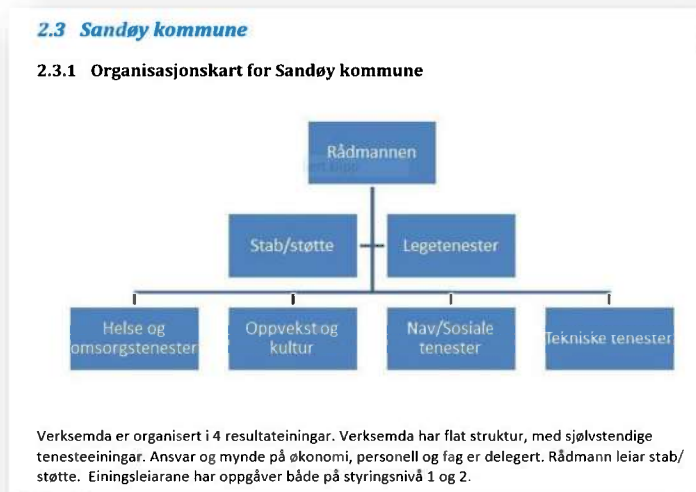 2.3 Sandøy kommune
2.3.1 Organisasjonskart for Sandøy kommune
Rådmannen
Stab/støtte
Legetenester
Helse og
omsorgstenester
Oppvekst og
kultur
Nav/Sosiale
tenester
Tekniske tenester
Verksemda er organisert i 4 resultateiningar. Verksemda har flat struktur, med sjølvstendige
tenesteeiningar. Ansvar og mynde på økonomi, personell og fag er delegert. Rådmann leiar stab/
støtte. Einingsleiarane har oppgåver både på styringsnivå 1 og 2.